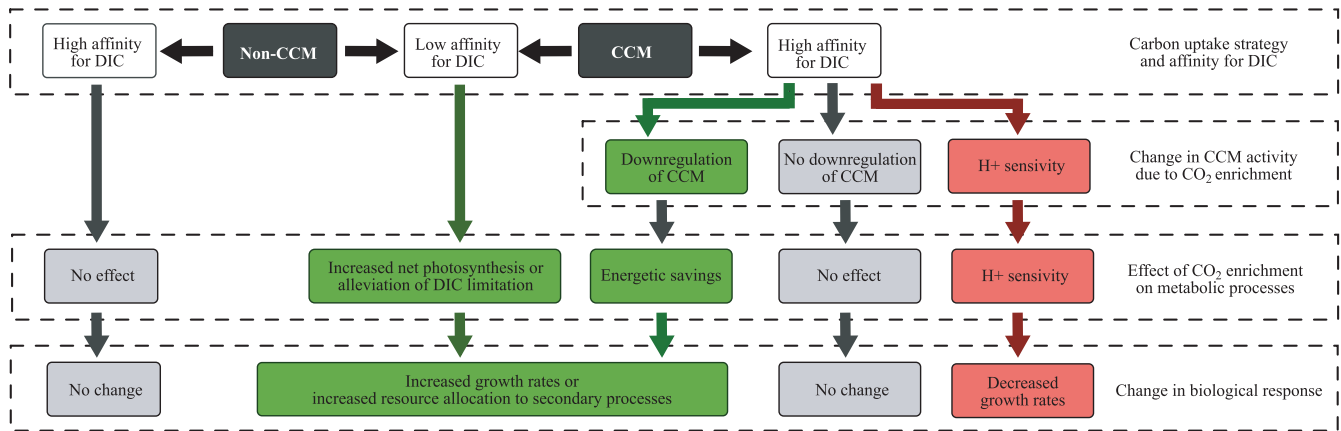 High affinity
for DIC
Non-CCM
Low affinity
for DIC
CCM
High affinity
for DIC
Carbon uptake strategy
and affinity for DIC
Downregulation
of CCM
No downregulation
of CCM
H+ sensivity
Change in CCM activity
due to CO₂ enrichment
No effect
Increased net photosynthesis or
alleviation of DIC limitation
Energetic savings
No effect
H+ sensivity
Effect of CO₂ enrichment
on metabolic processes
No change
Increased growth rates or
increased resource allocation to secondary processes
No change
Decreased
growth rates
Change in biological response